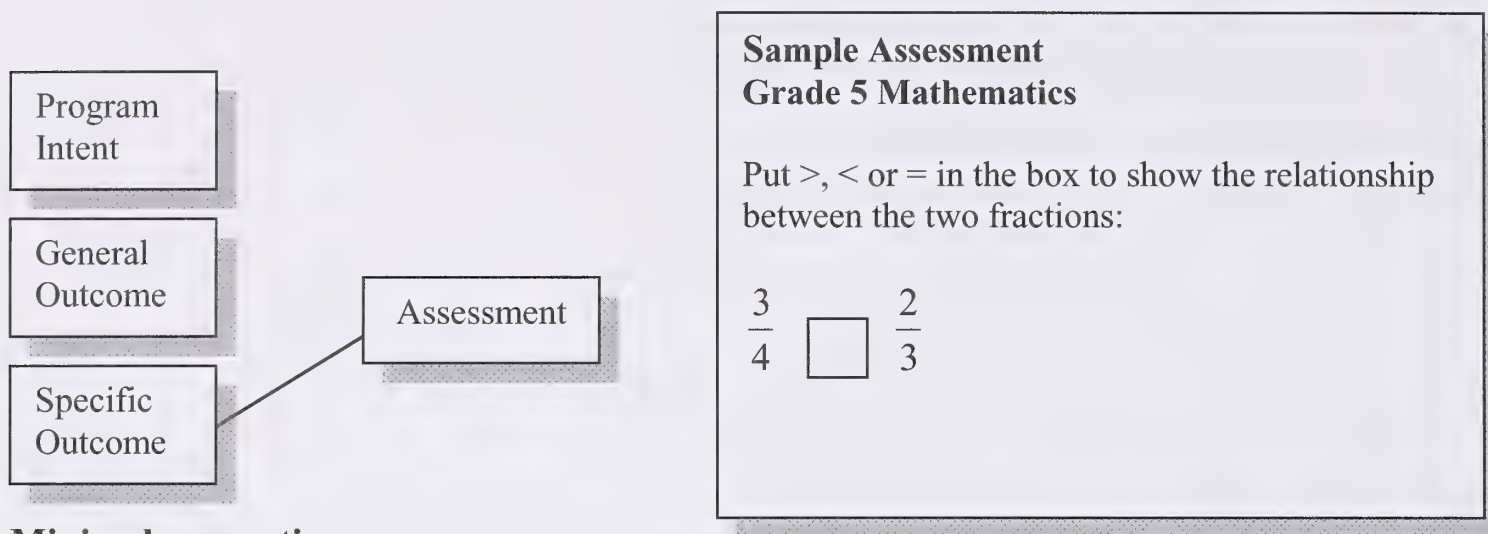 Program
Intent
General
Outcome
Specific
Outcome
Assessment
Sample Assessment
Grade 5 Mathematics
Put >, < or = in the box to show the relationship
between the two fractions:
3 2
4 3